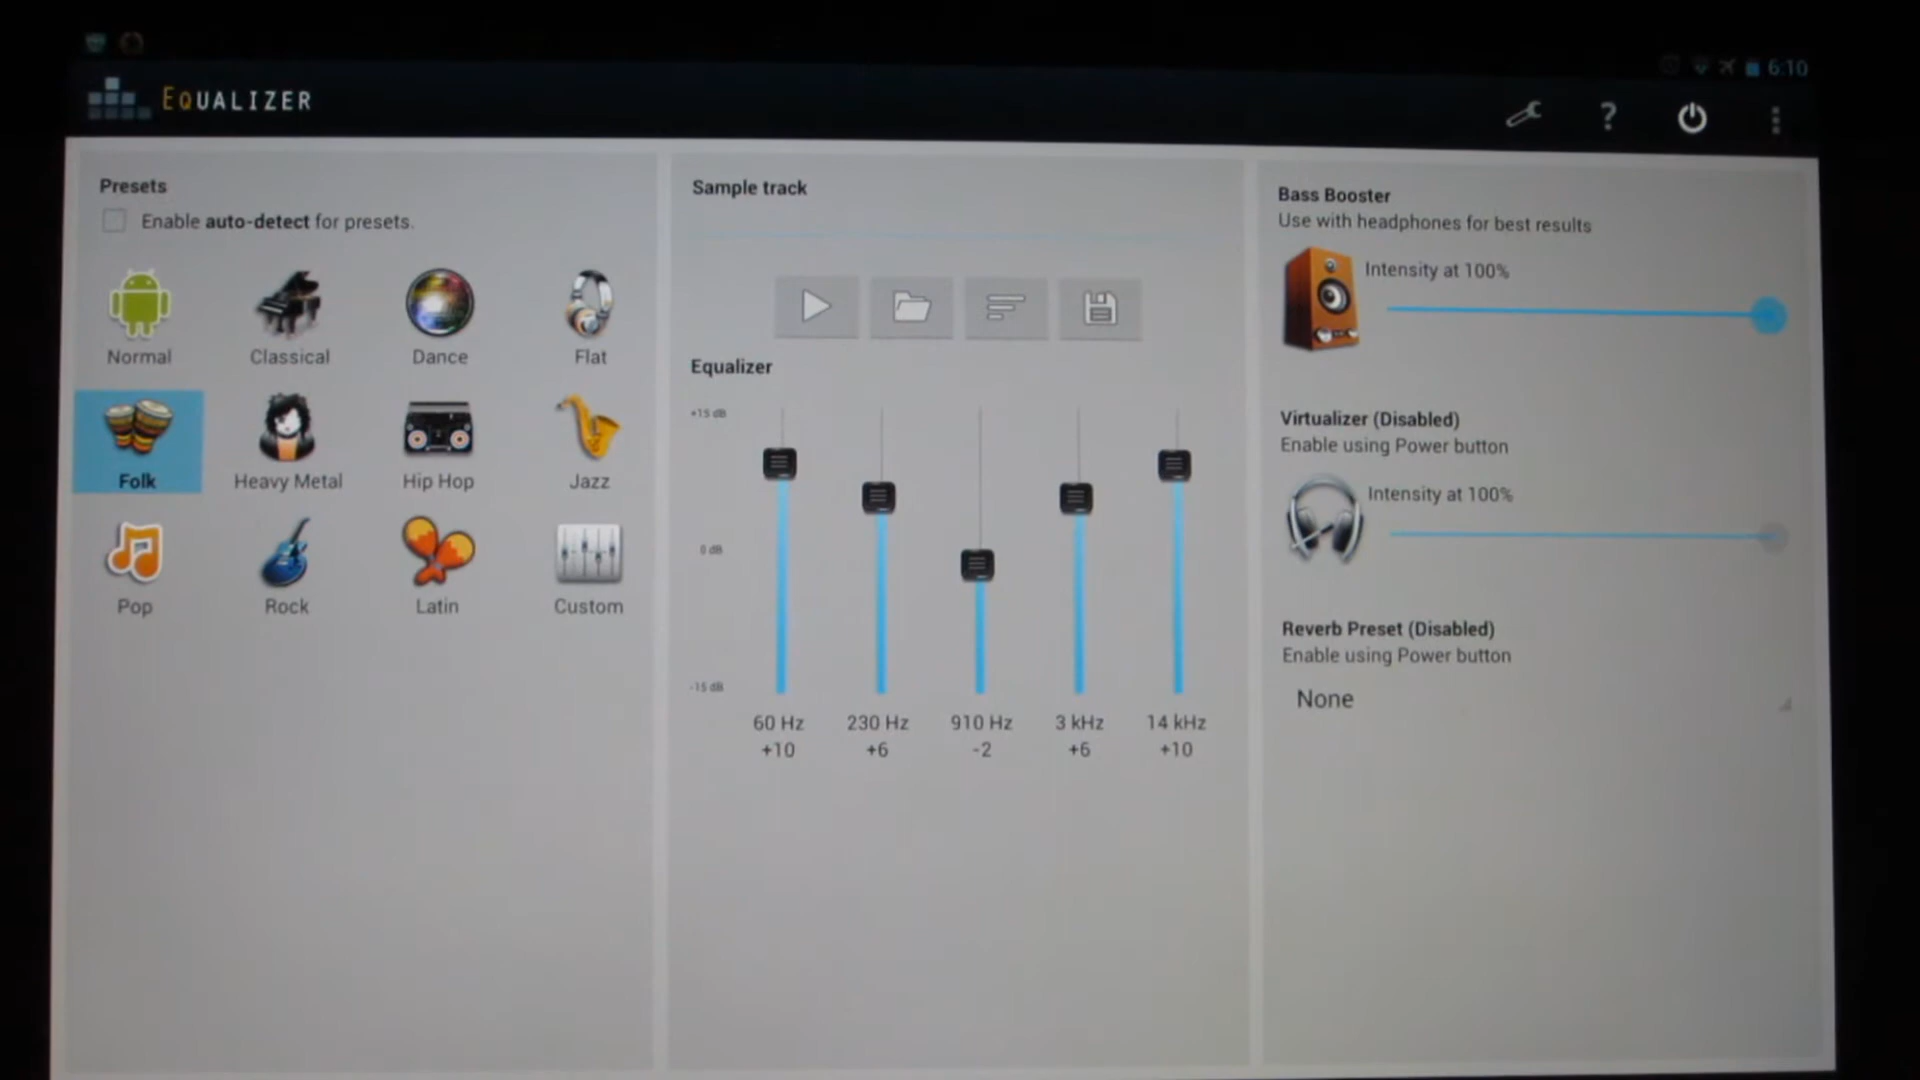 6:10
EQUALIZER
?
Presets
Enable auto-detect for presets.
Normal
Classical
Dance
Flat
Folk
Heavy Metal
Hip Hop
Jazz
Pop
Rock
Latin
Custom
Sample track
Equalizer
+15 dB
0 dB
-15 dB
60 Hz
230 Hz
910 Hz
3 kHz
14 kHz
+10
+6
-2
+6
+10
Bass Booster
Use with headphones for best results
Intensity at 100%
Virtualizer (Disabled)
Enable using Power button
Intensity at 100%
Reverb Preset (Disabled)
Enable using Power button
None